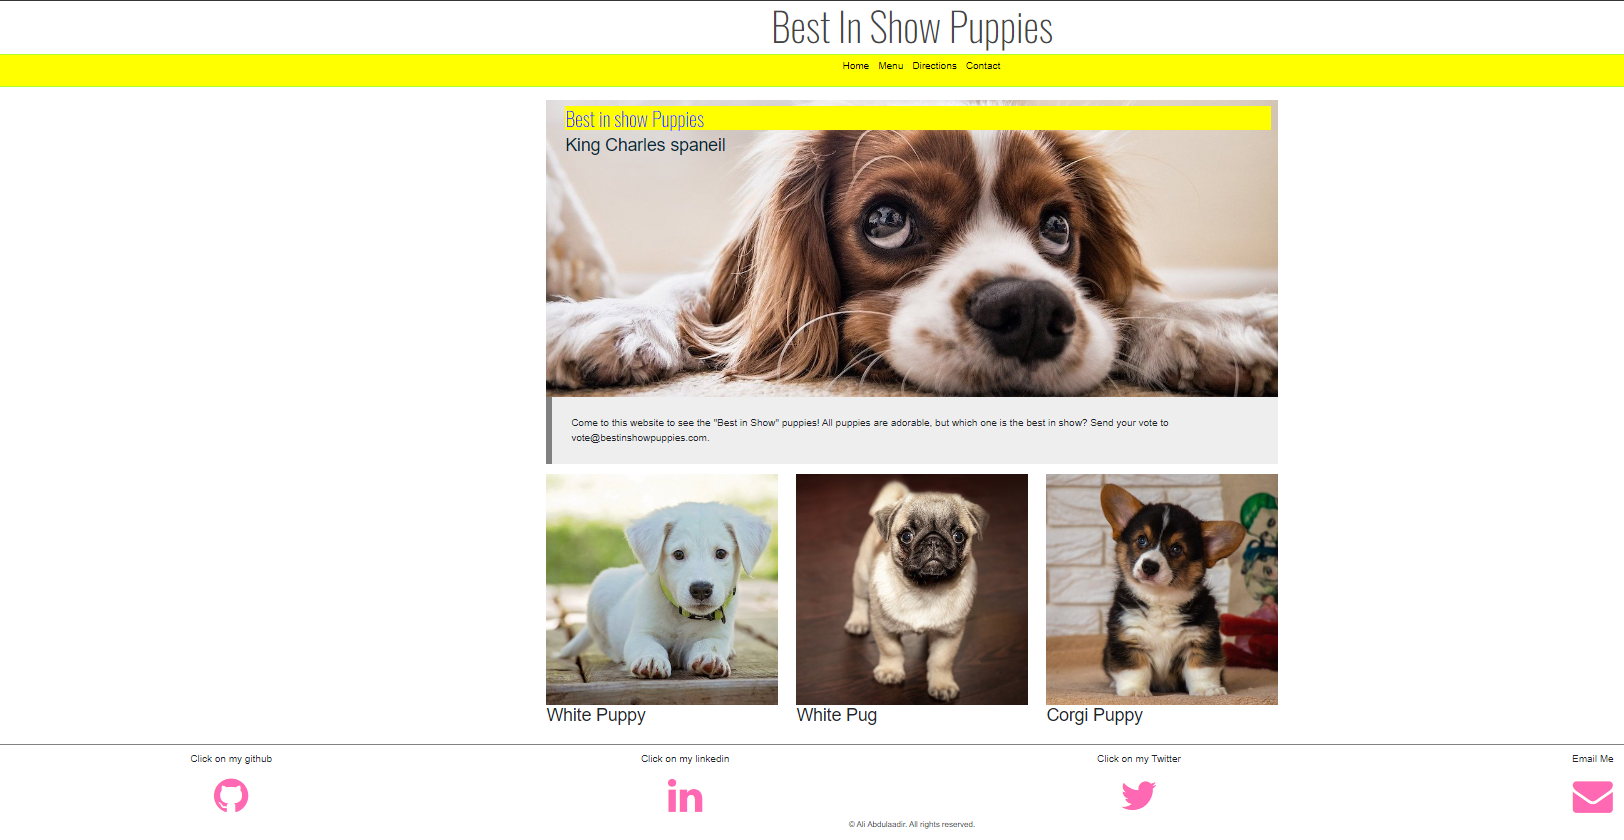 Best In Show Puppies
Home Menu Directions Contact
Best in show Puppies
King Charles spaneil
Come to this website to see the "Best in Show" puppies! All puppies are adorable, but which one is the best in show? Send your vote to
vote@bestinshowpuppies.com.
White Puppy White Pug Corgi Puppy
Click on my github Click on my linkedin Click on my Twitter Email Me
in
© Ali Abdulaadir. All rights reserved.